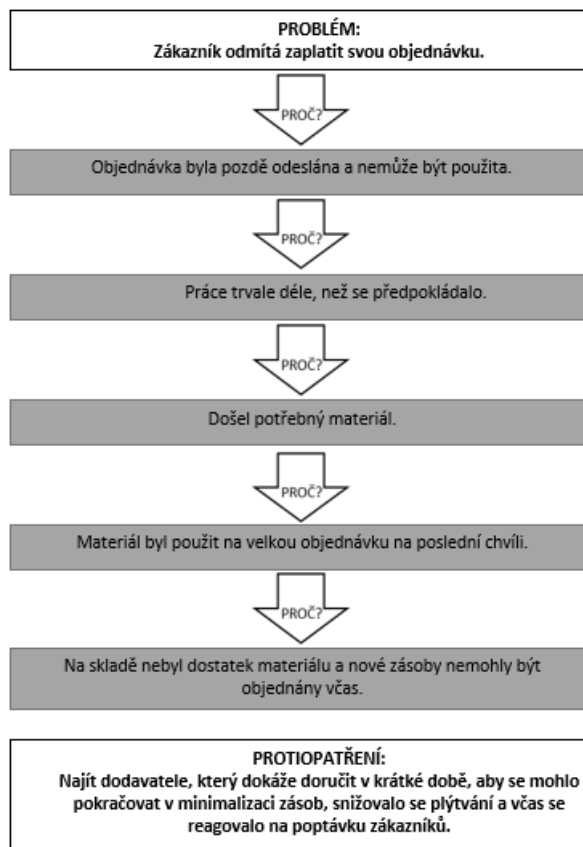 PROBLÉM:
Zákazník odmítá zaplatit svou objednávku.
PROČ?
Objednávka byla pozdě odeslána a nemůže být použita.
PROČ?
Práce trvale déle, než se předpokládalo.
PROČ?
Došel potřebný materiál.
PROČ?
Materiál byl použit na velkou objednávku na poslední chvíli.
PROČ?
Na skladě nebyl dostatek materiálu a nové zásoby nemohly být
objednány včas.
PROTIOPATŘENÍ:
Najít dodavatele, který dokáže doručit v krátké době, aby se mohlo
pokračovat v minimalizaci zásob, snižovalo se plýtvání a včas se
reagovalo na poptávku zákazníků.